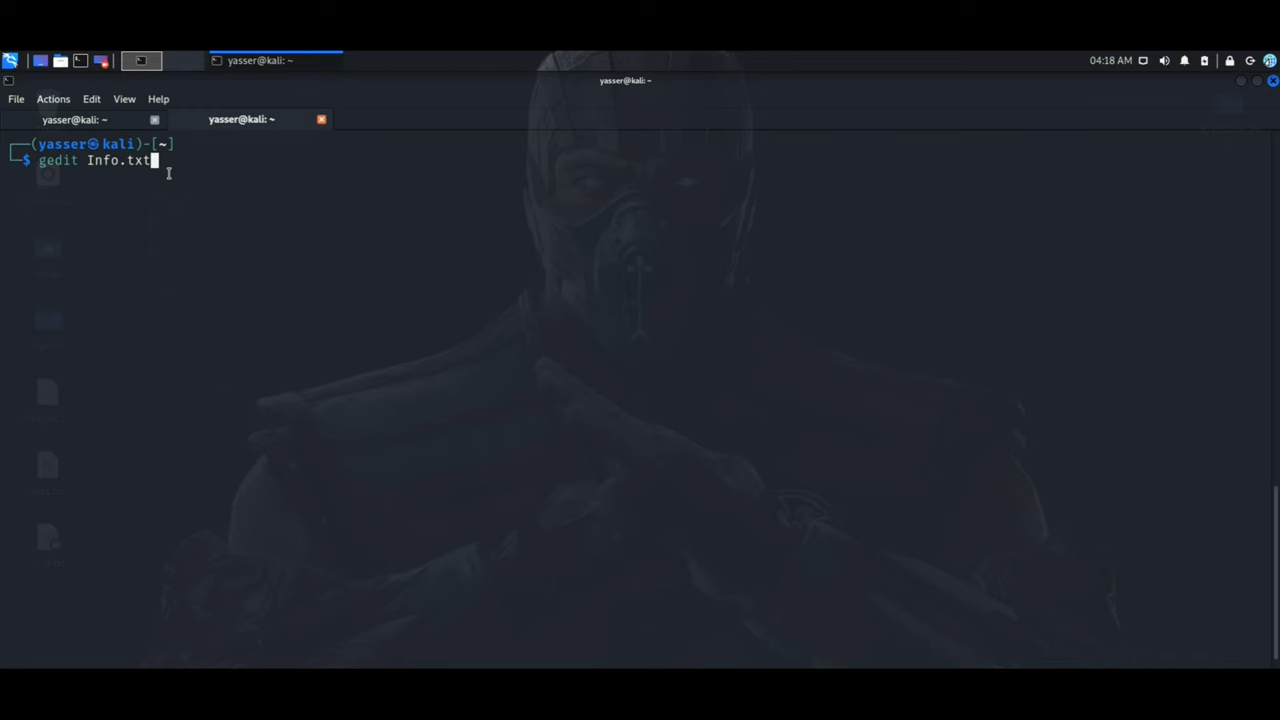 yasser@kali: ~
04:18 AM
yasser@kali: ~
File Actions Edit View Help
yasser@kali: ~
yasser@kali: ~
┌──(yasser㉿kali)-[~]
└─$ gedit Info.txt